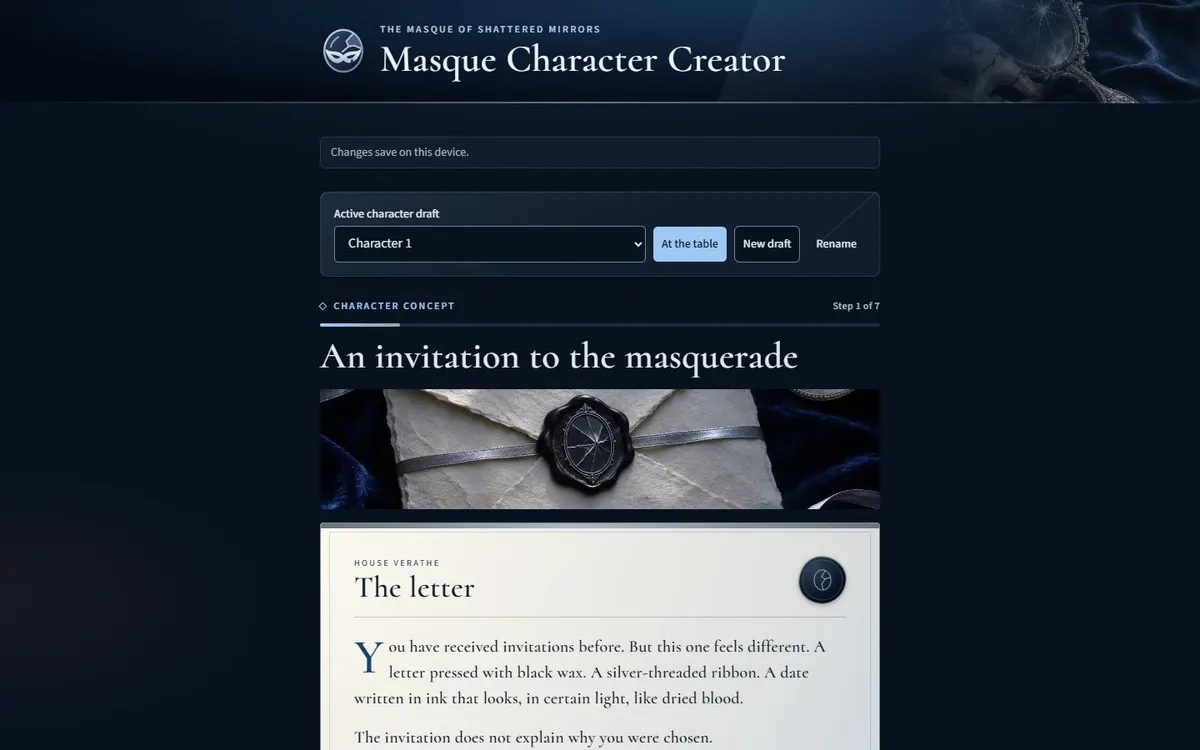 THE MASQUE OF SHATTERED MIRRORS
Masque Character Creator
Changes save on this device.
Active character draft
Character 1
At the table
New draft
Rename
CHARACTER CONCEPT
Step 1 of 7
An invitation to the masquerade
HOUSE VERATHE
The letter
You have received invitations before. But this one feels different. A
letter pressed with black wax. A silver-threaded ribbon. A date
written in ink that looks, in certain light, like dried blood.
The invitation does not explain why you were chosen.